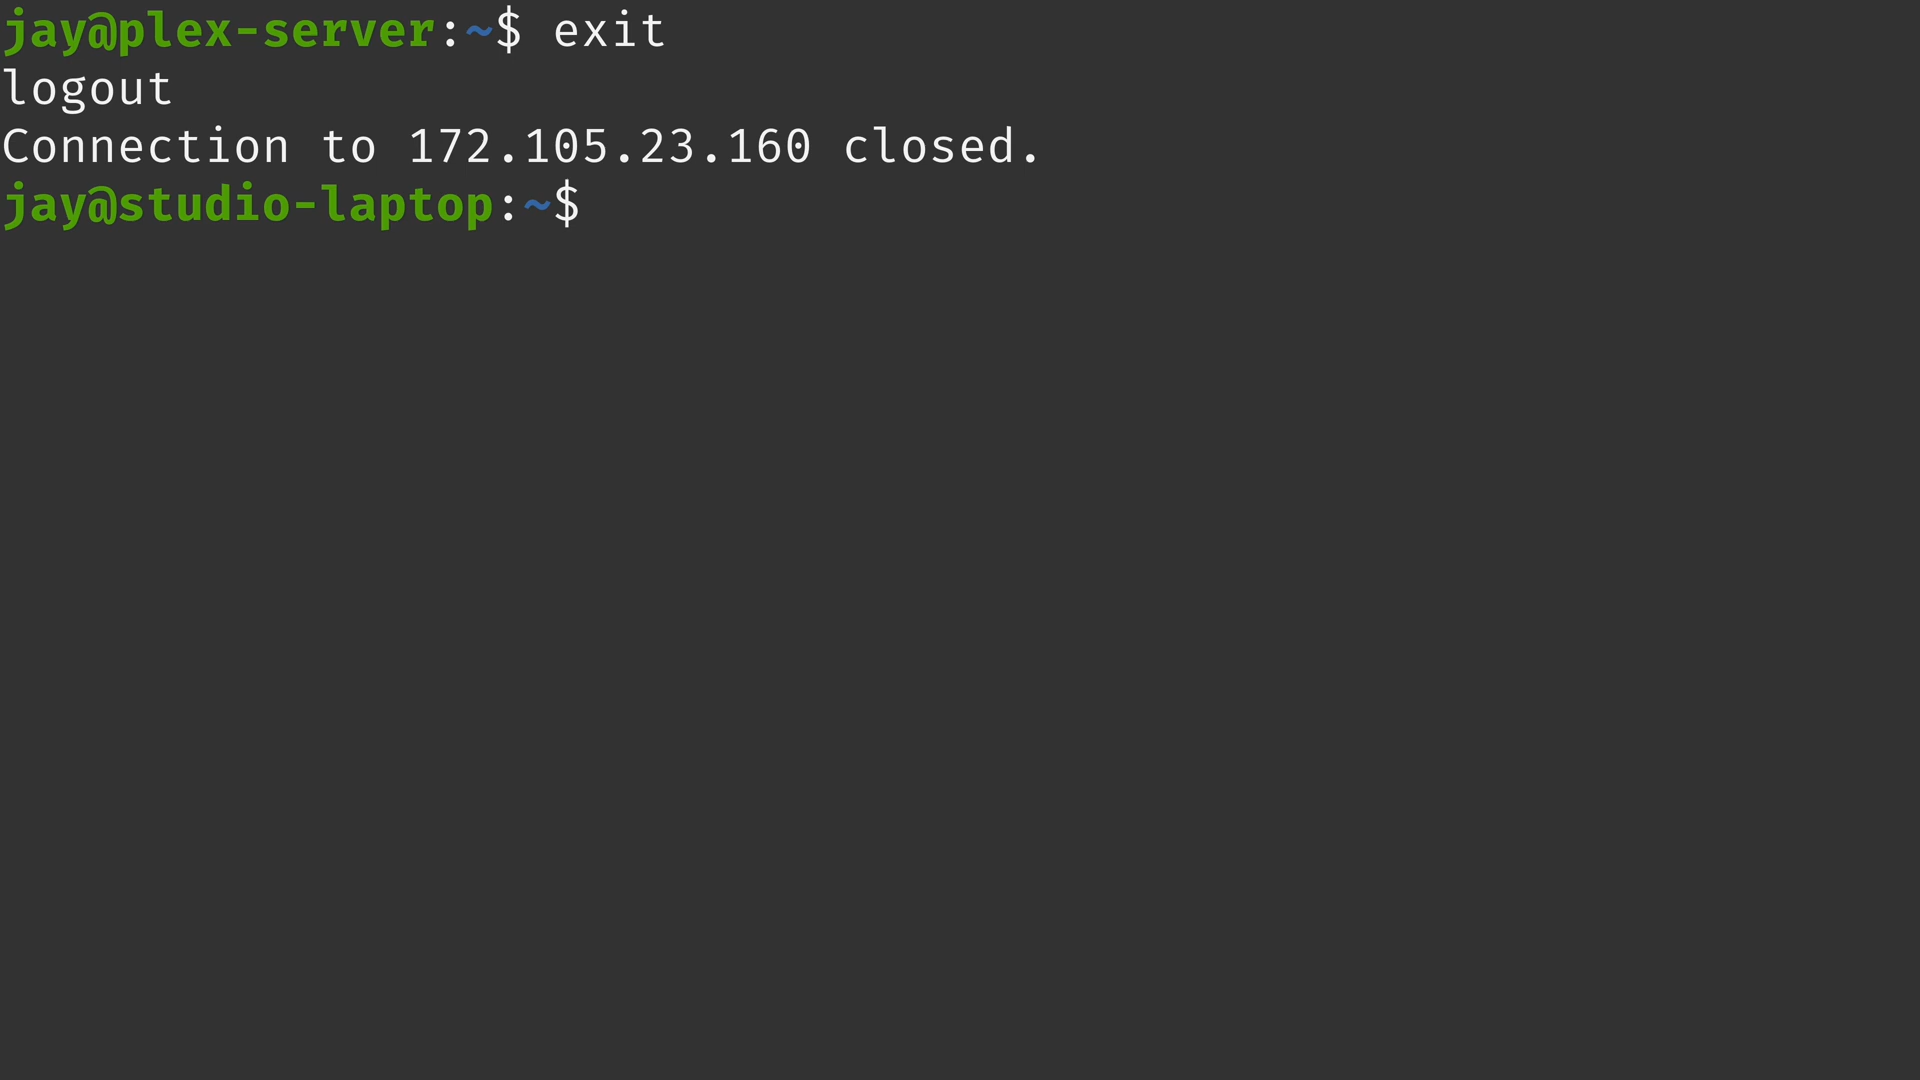 jay@plex-server:~$ exit
logout
Connection to 172.105.23.160 closed.
jay@studio-laptop:~$